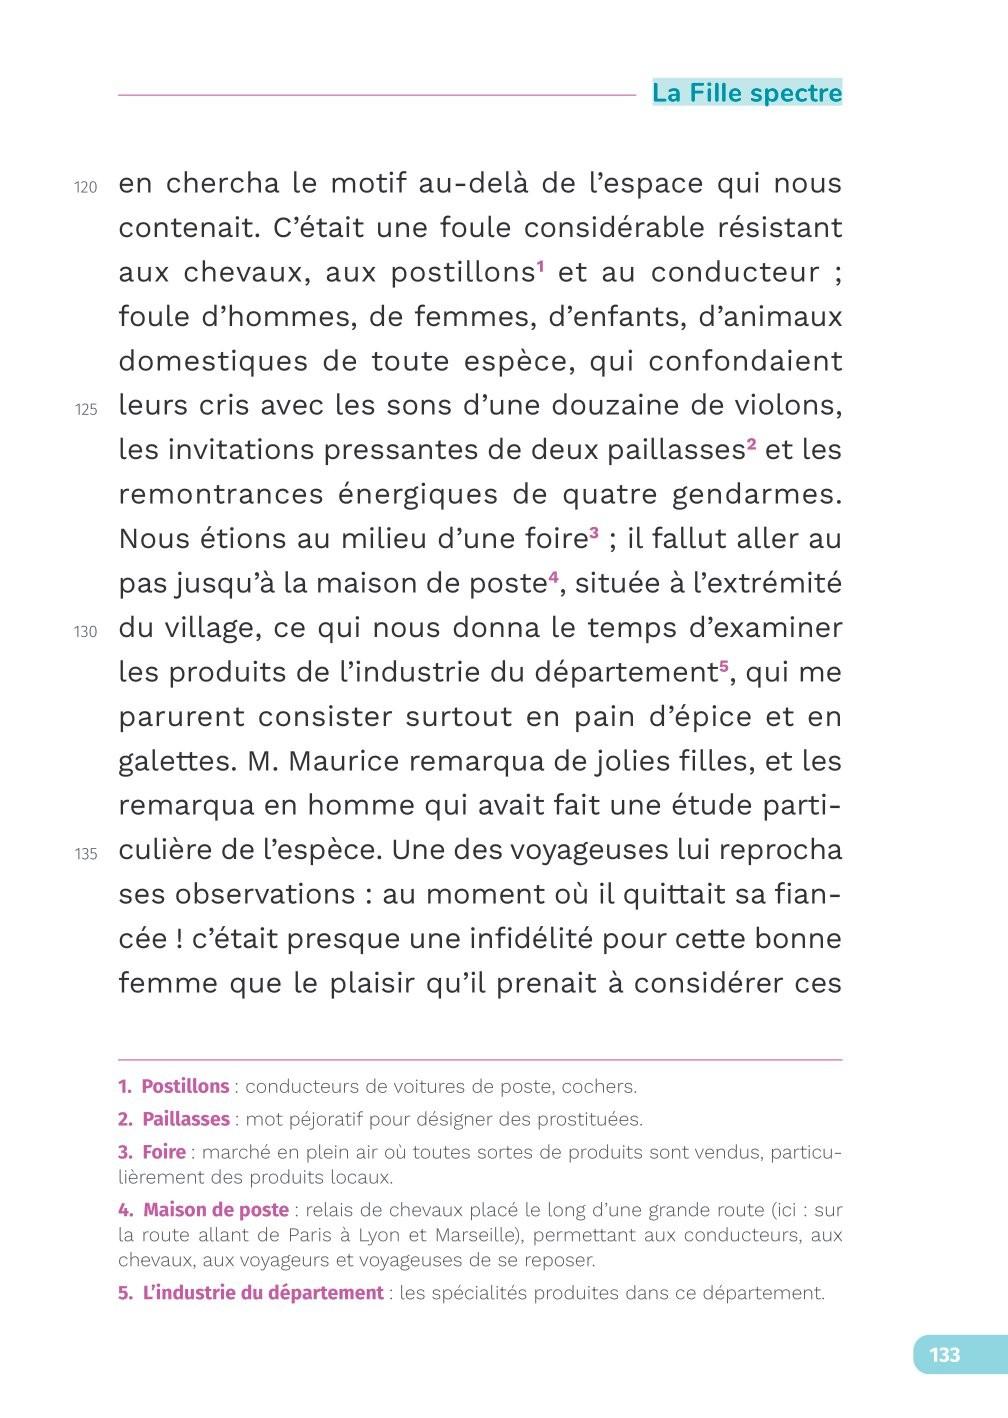 La Fille spectre
120 en chercha le motif au-delà de l’espace qui nous
contenait. C’était une foule considérable résistant
aux chevaux, aux postillons¹ et au conducteur ;
foule d’hommes, de femmes, d’enfants, d’animaux
domestiques de toute espèce, qui confondaient
125 leurs cris avec les sons d’une douzaine de violons,
les invitations pressantes de deux paillasses² et les
remontrances énergiques de quatre gendarmes.
Nous étions au milieu d’une foire³ ; il fallut aller au
pas jusqu’à la maison de poste⁴, située à l’extrémité
130 du village, ce qui nous donna le temps d’examiner
les produits de l’industrie du département⁵, qui me
parurent consister surtout en pain d’épice et en
galettes. M. Maurice remarqua de jolies filles, et les
remarqua en homme qui avait fait une étude parti-
135 culière de l’espèce. Une des voyageuses lui reprocha
ses observations : au moment où il quittait sa fian-
cée ! c’était presque une infidélité pour cette bonne
femme que le plaisir qu’il prenait à considérer ces
1. Postillons : conducteurs de voitures de poste, cochers.
2. Paillasses : mot péjoratif pour désigner des prostituées.
3. Foire : marché en plein air où toutes sortes de produits sont vendus, particu-
lièrement des produits locaux.
4. Maison de poste : relais de chevaux placé le long d’une grande route (ici : sur
la route allant de Paris à Lyon et Marseille), permettant aux conducteurs, aux
chevaux, aux voyageurs et voyageuses de se reposer.
5. L’industrie du département : les spécialités produites dans ce département.
133